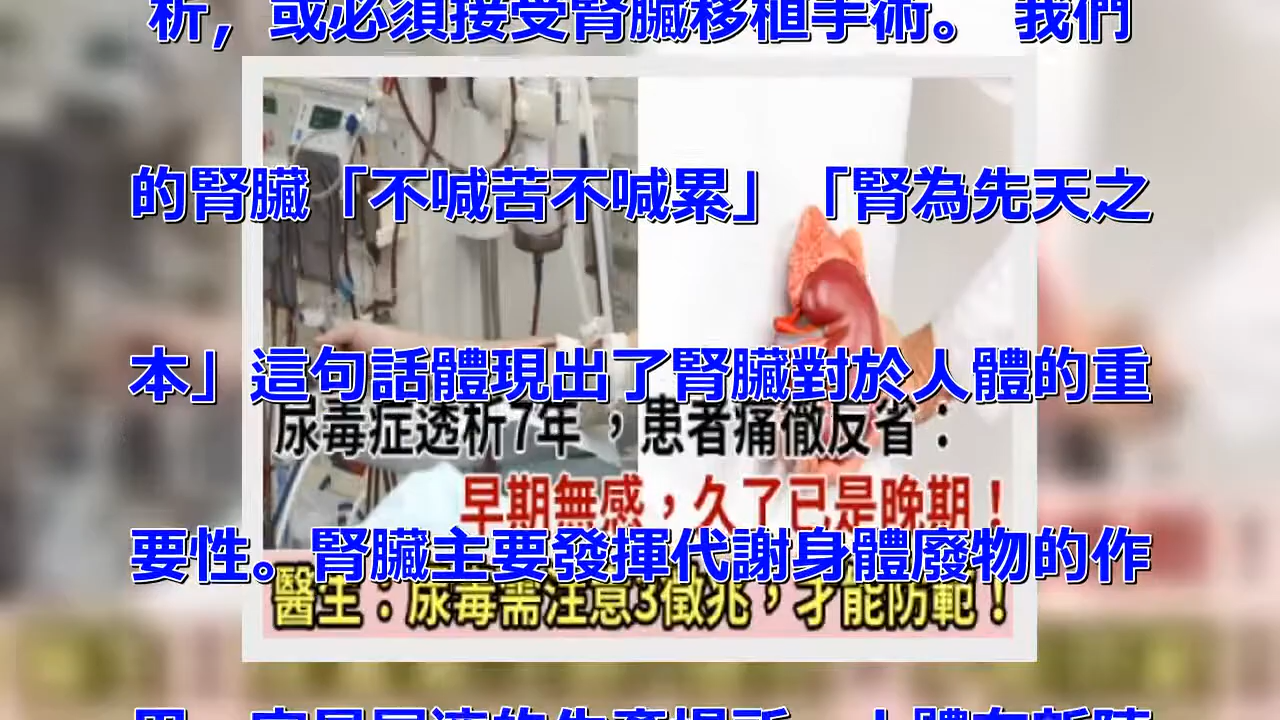 析，或必須接受腎臟移植手術。 我們
的腎臟「不喊苦不喊累」「腎為先天之
本」這句話體現出了腎臟對於人體的重
尿毒症透析7年，患者痛徹反省：
早期無感，久了已是晚期！
要性。腎臟主要發揮代謝身體廢物的作
醫生：尿毒需注意3徵兆，才能防範！